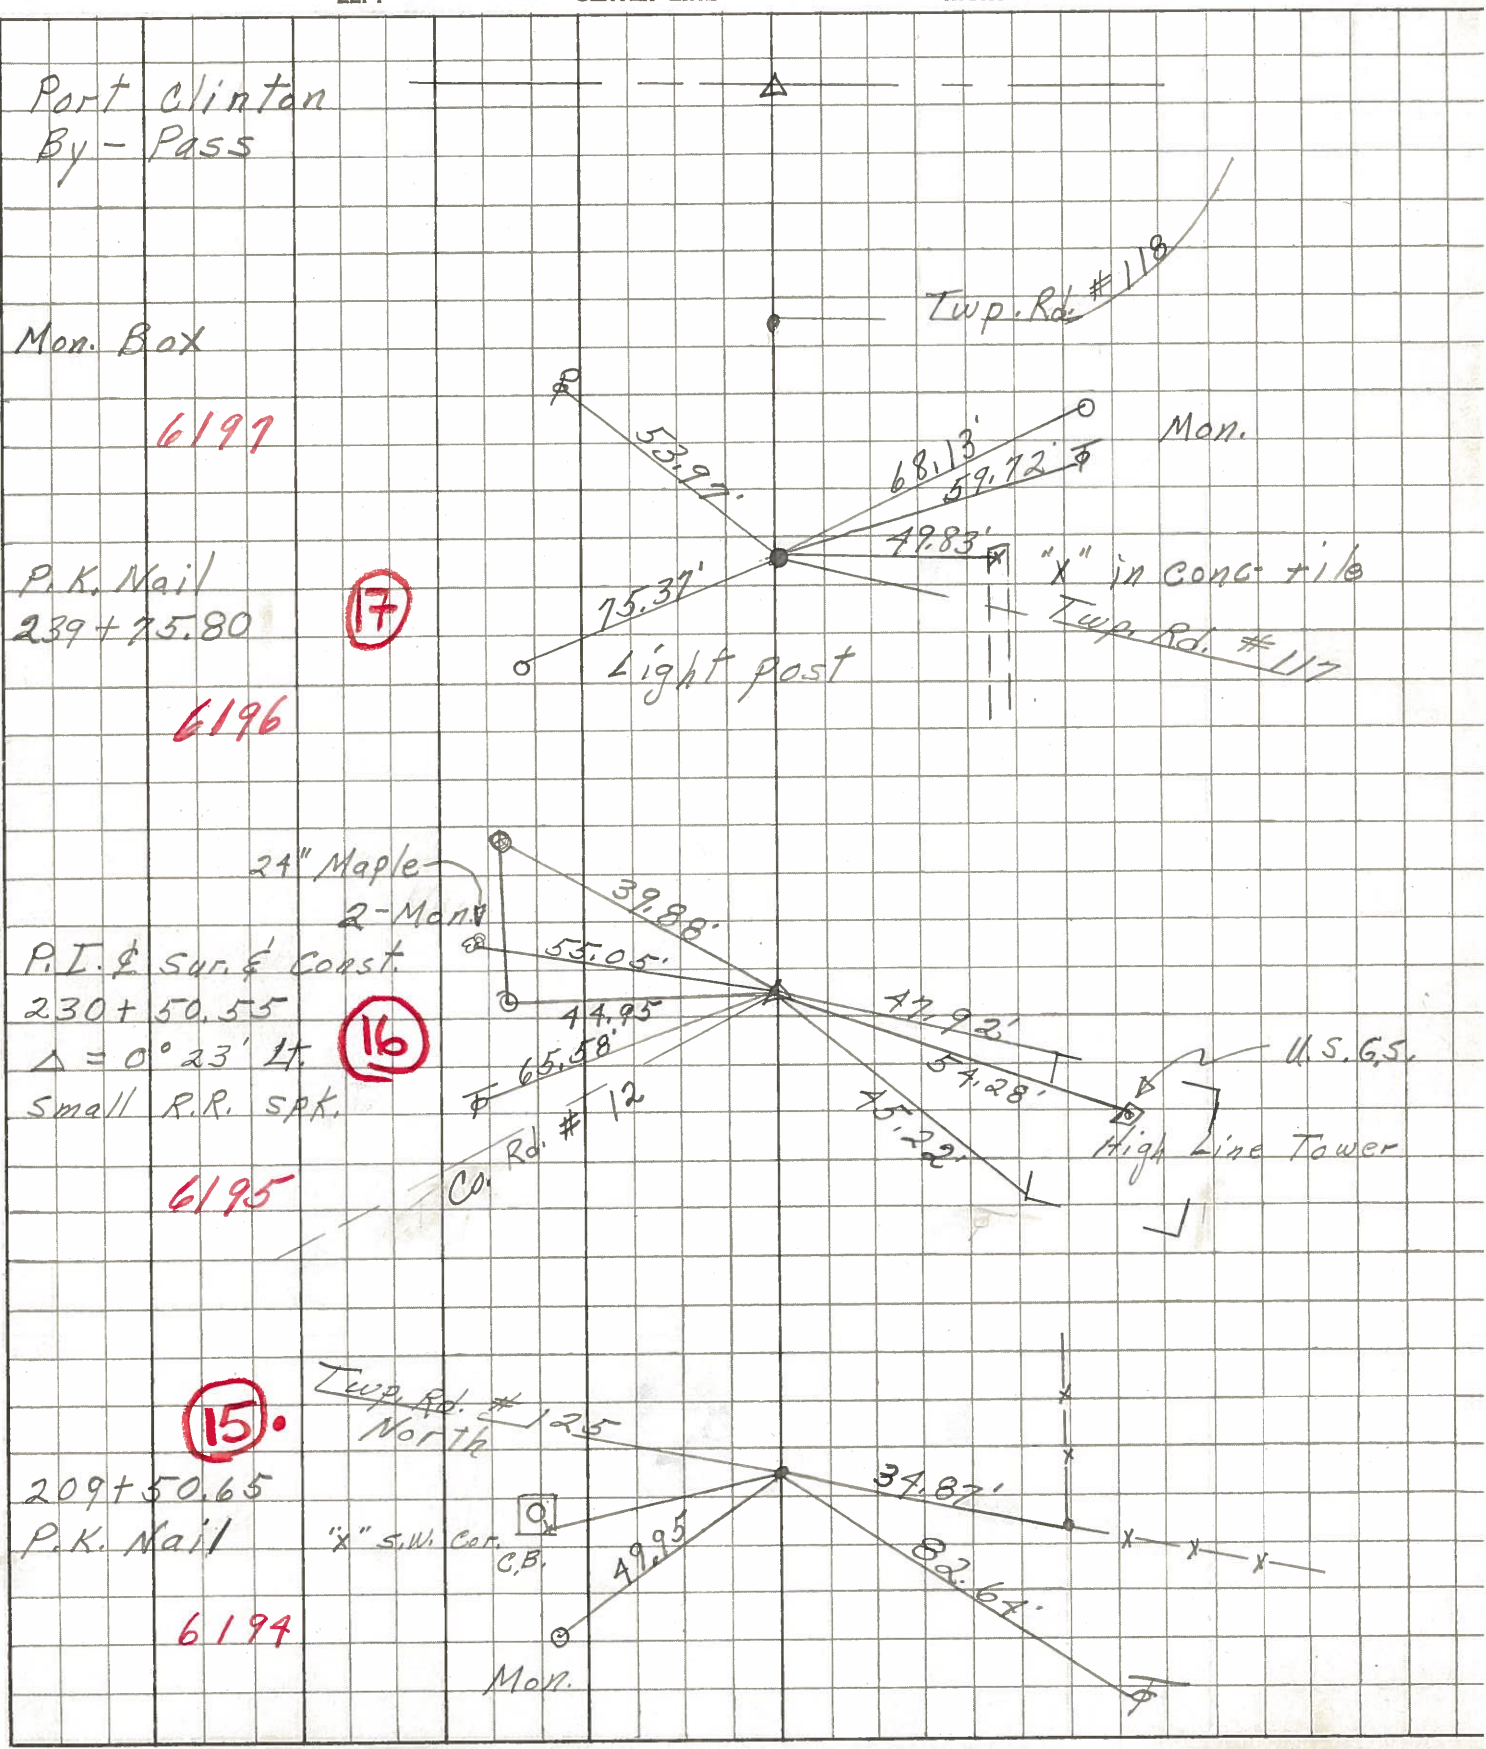 Port Clinton
By-Pass
Twp. Rd. #118
Mon. Box
6197
53.97'
68.13'
Mon.
59.72'
49.83'
"X" in conc tile
P.K. Nail
239+75.80
17
75.37'
Twp. Rd. #117
Light post
6196
24" Maple
2-Mon.
39.88'
55.05'
P.I. ₵ Sur. ₵ Const.
230+50.55
16
44.95
47.92'
Δ = 0° 23' Lt.
65.58'
54.28'
U.S.G.S.
small R.R. spk.
Co. Rd. #12
45.22'
High Line Tower
6195
Twp. Rd. #125
North
15.
209+50.65
34.87'
P.K. Nail
"X" S.W. Cor.
C.B.
49.95
82.64'
6194
Mon.